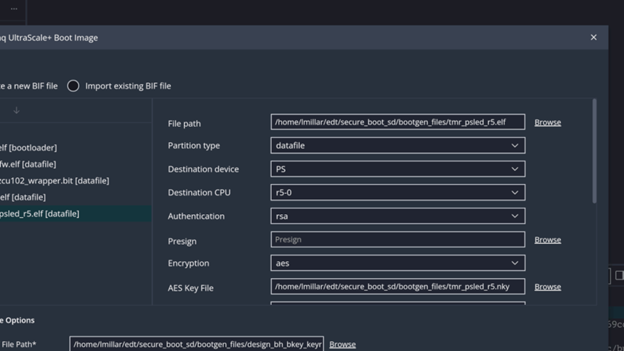 ...
nq UltraScale+ Boot Image
e a new BIF file
Import existing BIF file
File path
/home/lmillar/edt/secure_boot_sd/bootgen_files/tmr_psled_r5.elf
Browse
Partition type
datafile
elf [bootloader]
Destination device
PS
fw.elf [datafile]
zcu102_wrapper.bit [datafile]
Destination CPU
r5-0
elf [datafile]
psled_r5.elf [datafile]
Authentication
rsa
Presign
Presign
Browse
Encryption
aes
AES Key File
/home/lmillar/edt/secure_boot_sd/bootgen_files/tmr_psled_r5.nky
Browse
e Options
File Path*
/home/lmillar/edt/secure_boot_sd/bootgen_files/design_bh_bkey_keyr
Browse